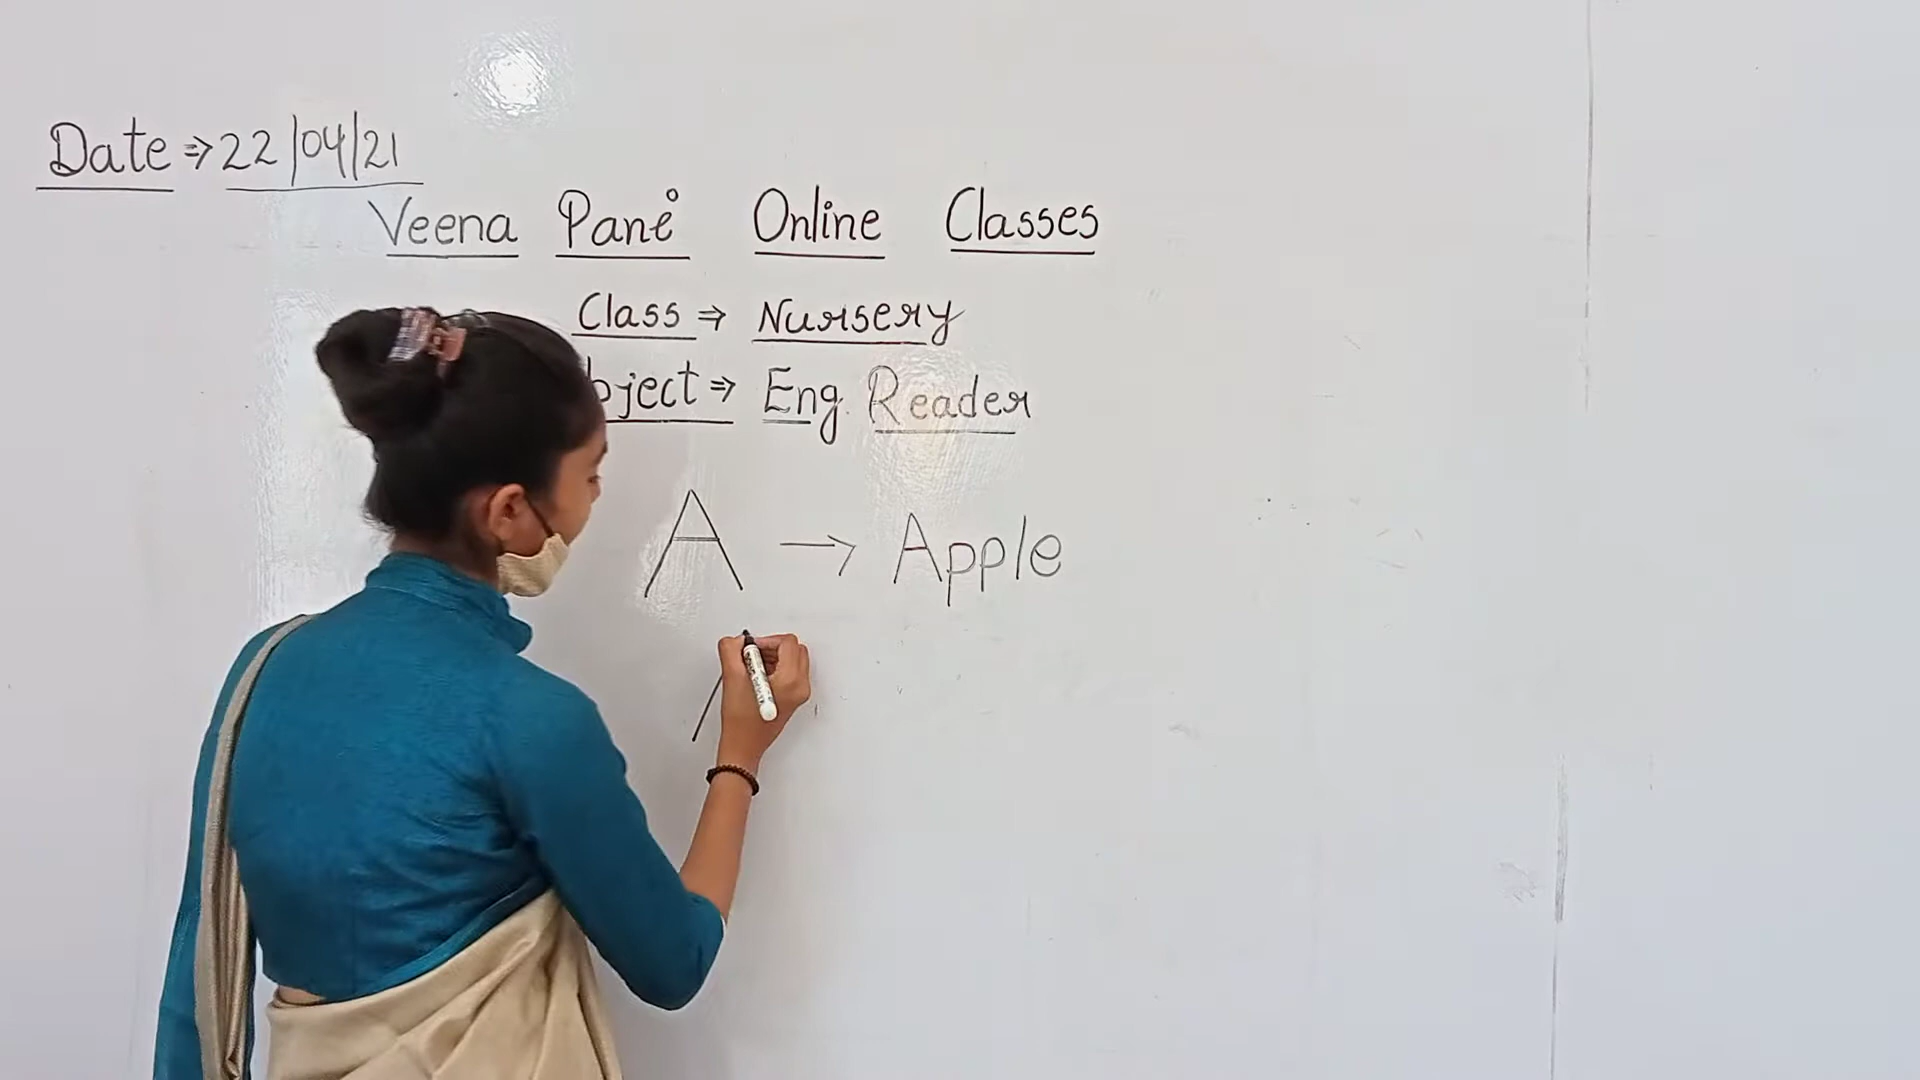 Date ⇒ 22/04/21
Veena Pani Online Classes
Class ⇒ Nursery
bject ⇒ Eng. Reader
A → Apple